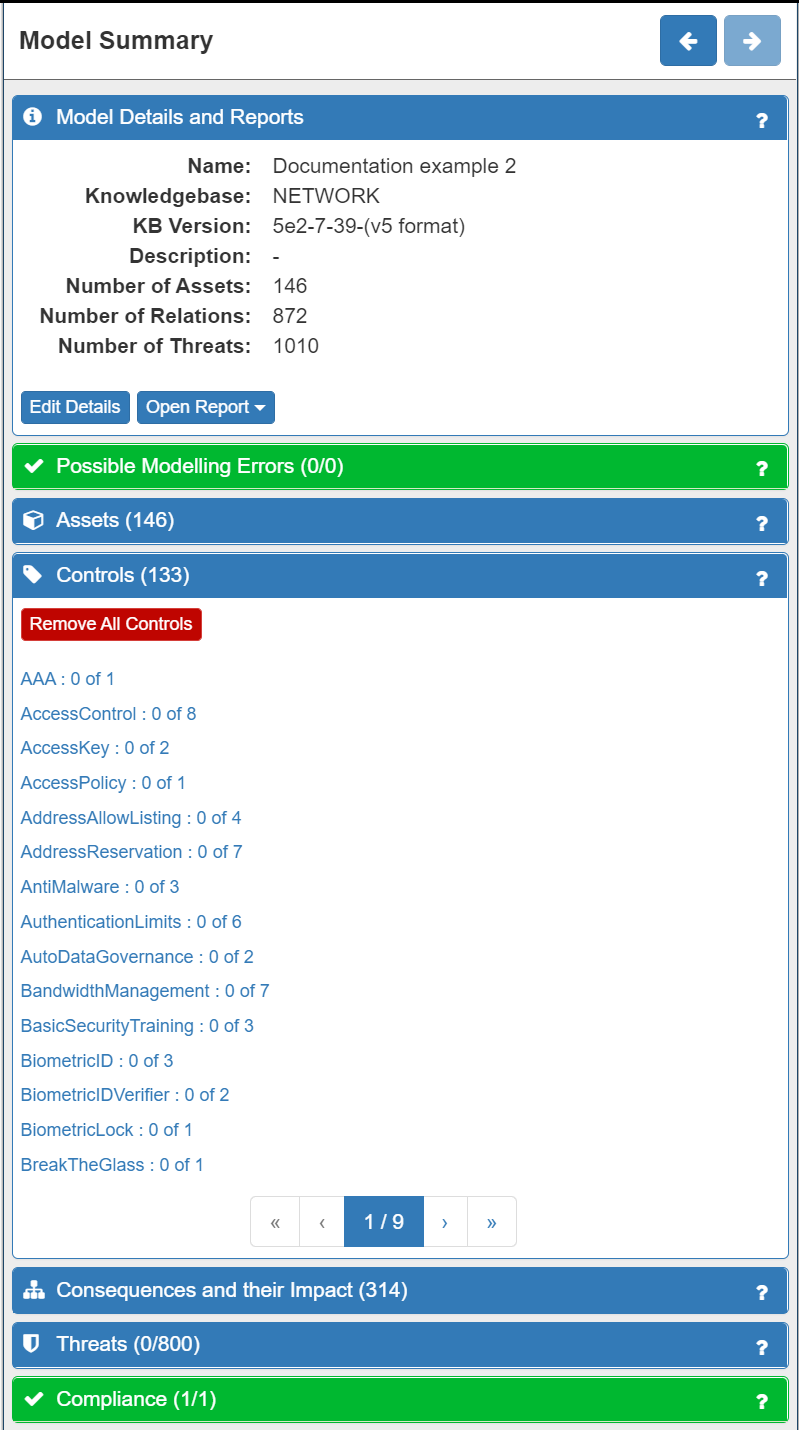 Model Summary
Model Details and Reports ?
Name: Documentation example 2
Knowledgebase: NETWORK
KB Version: 5e2-7-39-(v5 format)
Description: -
Number of Assets: 146
Number of Relations: 872
Number of Threats: 1010
Edit Details Open Report
Possible Modelling Errors (0/0) ?
Assets (146) ?
Controls (133) ?
Remove All Controls
AAA : 0 of 1
AccessControl : 0 of 8
AccessKey : 0 of 2
AccessPolicy : 0 of 1
AddressAllowListing : 0 of 4
AddressReservation : 0 of 7
AntiMalware : 0 of 3
AuthenticationLimits : 0 of 6
AutoDataGovernance : 0 of 2
BandwidthManagement : 0 of 7
BasicSecurityTraining : 0 of 3
BiometricID : 0 of 3
BiometricIDVerifier : 0 of 2
BiometricLock : 0 of 1
BreakTheGlass : 0 of 1
« ‹ 1 / 9 › »
Consequences and their Impact (314) ?
Threats (0/800) ?
Compliance (1/1) ?